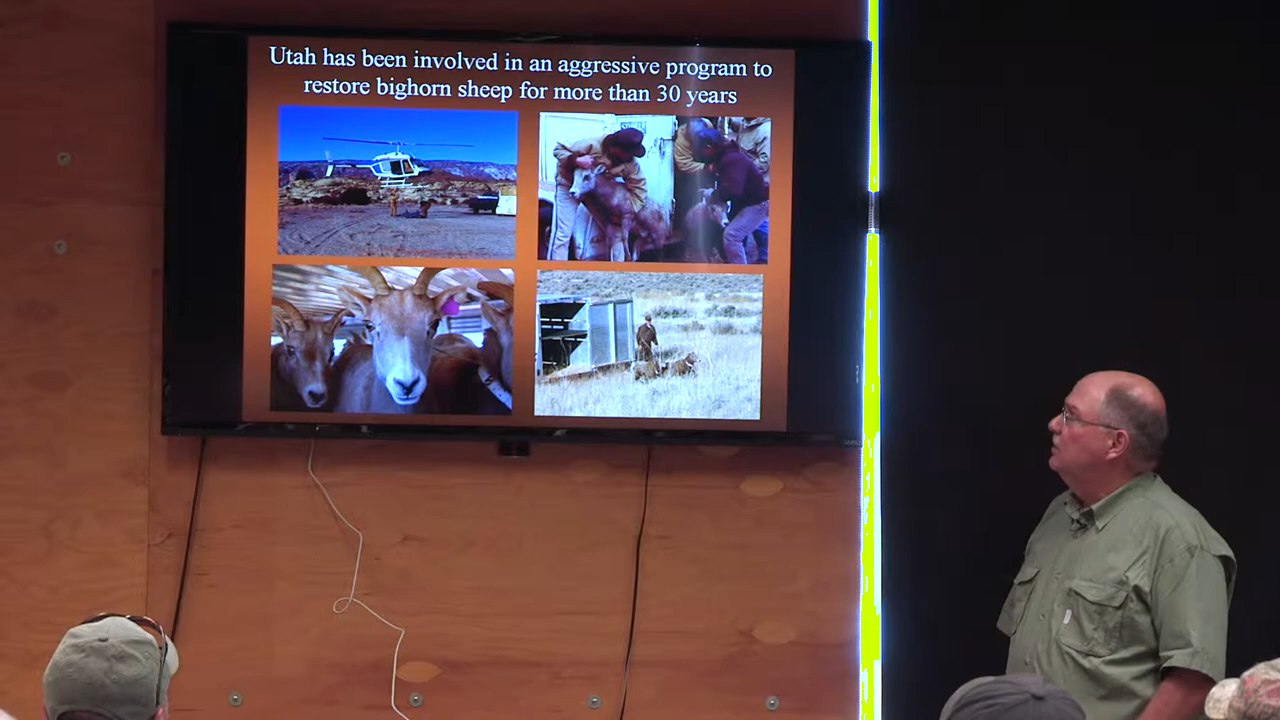 Utah has been involved in an aggressive program to
restore bighorn sheep for more than 30 years